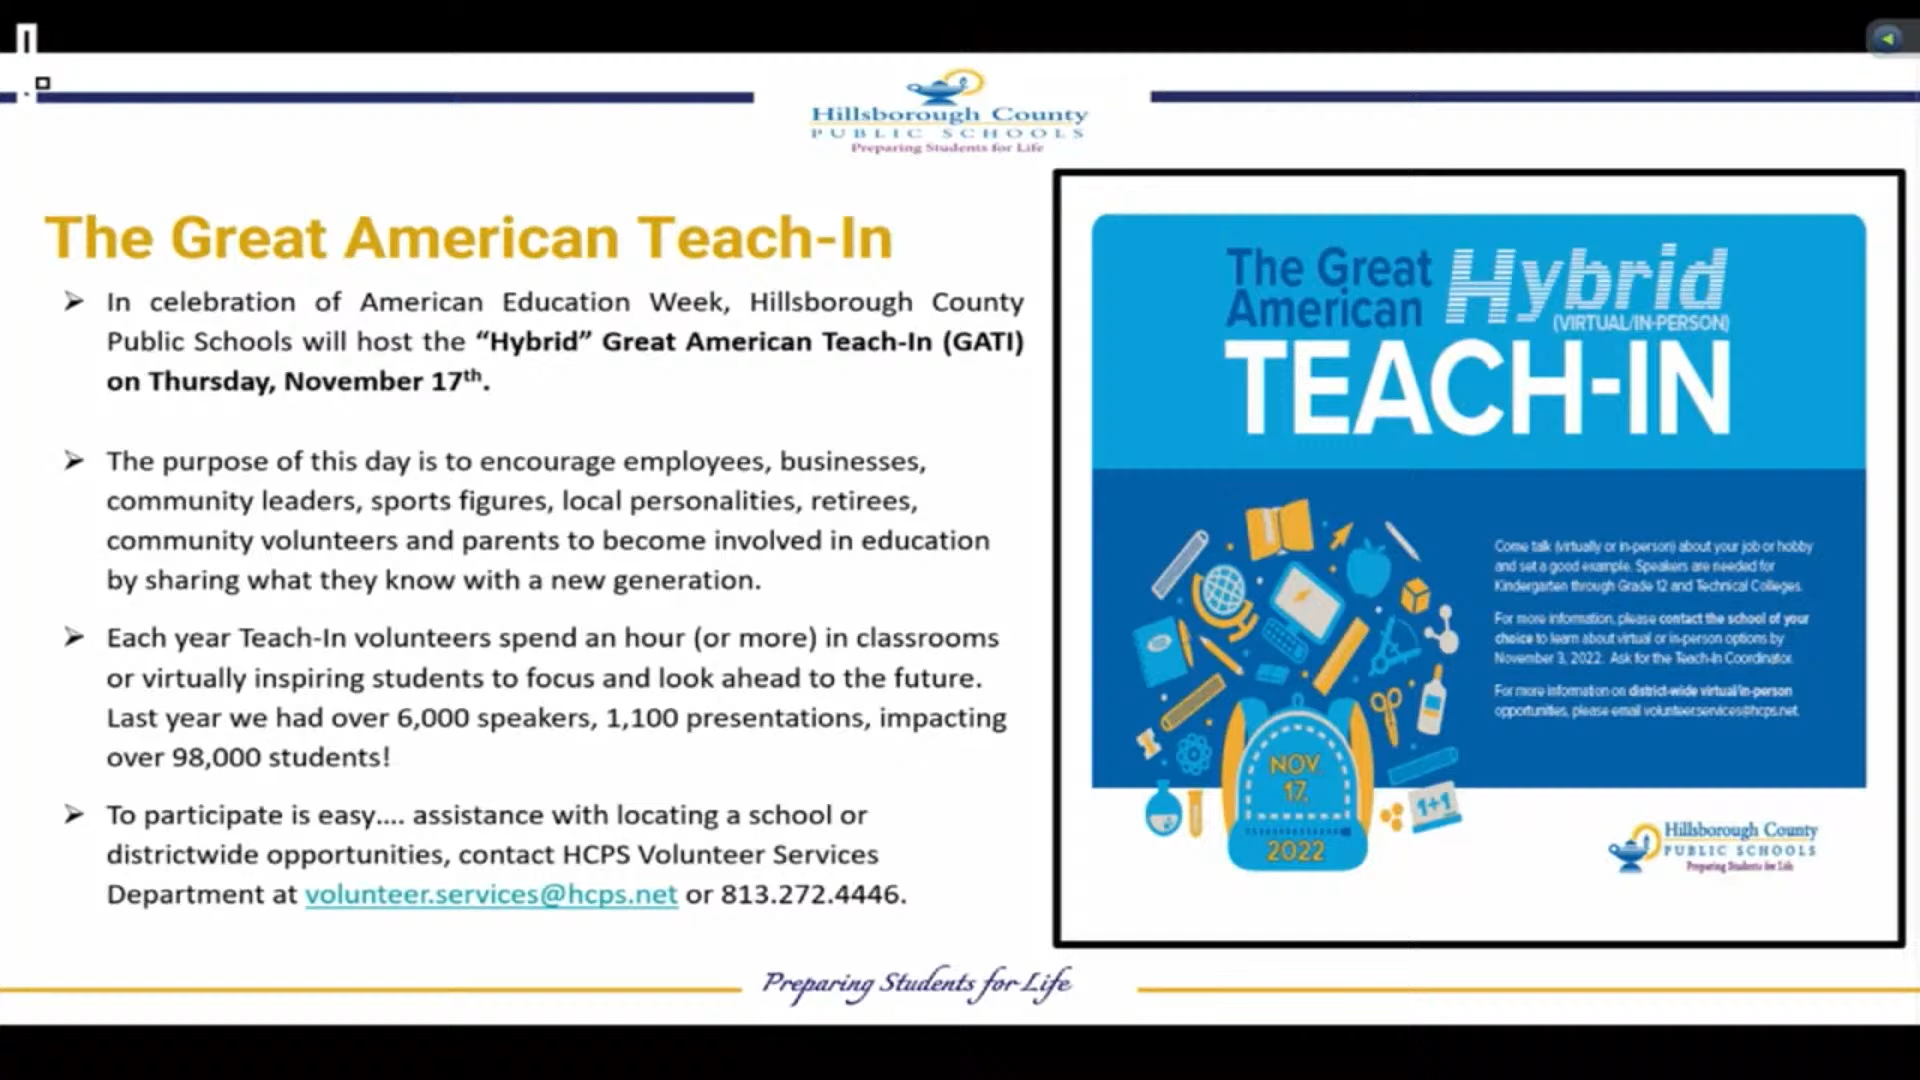 Hillsborough County
PUBLIC SCHOOLS
Preparing Students for Life
The Great American Teach-In
➢ In celebration of American Education Week, Hillsborough County
Public Schools will host the “Hybrid” Great American Teach-In (GATI)
on Thursday, November 17th.
➢ The purpose of this day is to encourage employees, businesses,
community leaders, sports figures, local personalities, retirees,
community volunteers and parents to become involved in education
by sharing what they know with a new generation.
➢ Each year Teach-In volunteers spend an hour (or more) in classrooms
or virtually inspiring students to focus and look ahead to the future.
Last year we had over 6,000 speakers, 1,100 presentations, impacting
over 98,000 students!
➢ To participate is easy.... assistance with locating a school or
districtwide opportunities, contact HCPS Volunteer Services
Department at volunteer.services@hcps.net or 813.272.4446.
The Great
American
Hybrid
(VIRTUAL/IN-PERSON)
TEACH-IN
Come talk (virtually or in-person) about your job or hobby
and set a good example. Speakers are needed for
Kindergarten through Grade 12 and Technical Colleges.
For more information, please contact the school of your
choice to learn about virtual or in-person options by
November 3, 2022. Ask for the Teach-In Coordinator.
For more information on district-wide virtual/in-person
opportunities, please email volunteer.services@hcps.net.
NOV.
17,
2022
1+1
Hillsborough County
PUBLIC SCHOOLS
Preparing Students for Life
Preparing Students for Life